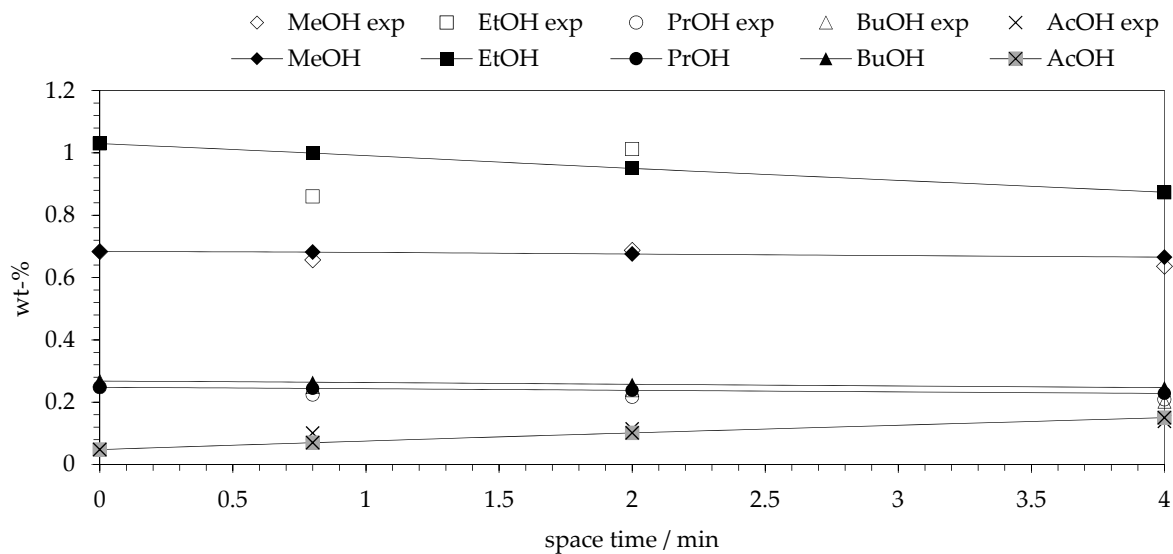 MeOH exp EtOH exp PrOH exp BuOH exp AcOH exp
MeOH EtOH PrOH BuOH AcOH
1.2
1
0.8
0.6
0.4
0.2
0
wt-%
0 0.5 1 1.5 2 2.5 3 3.5 4
space time / min